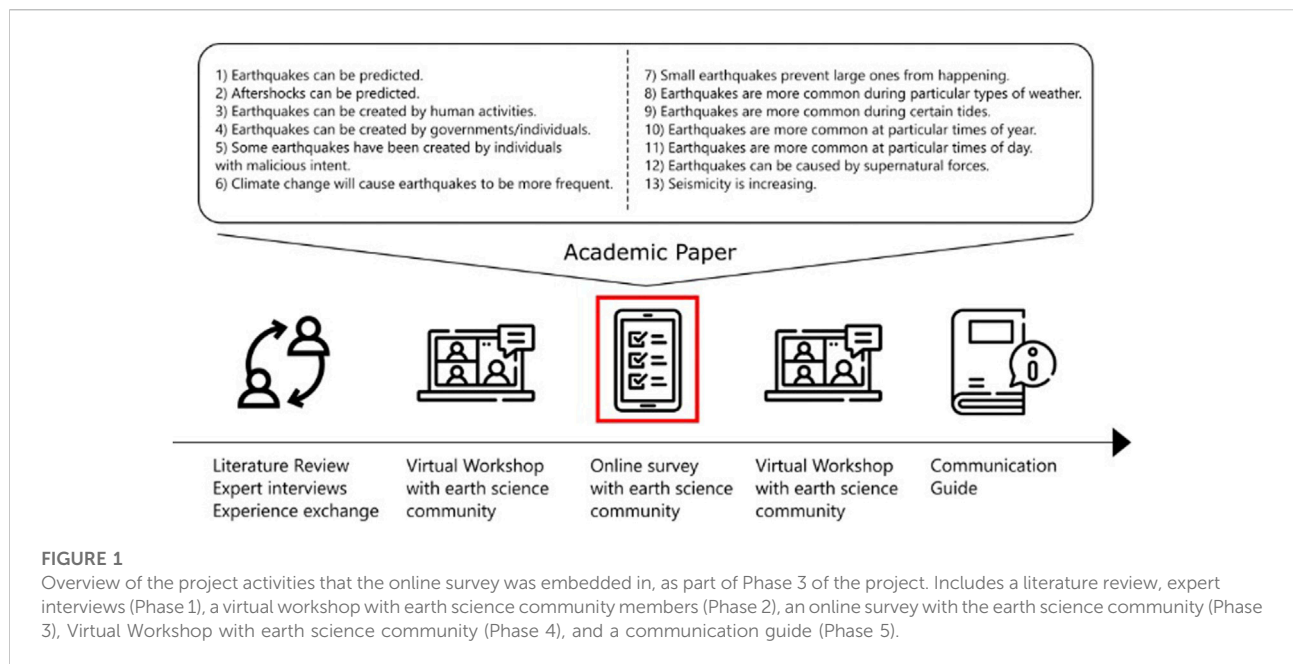 1) Earthquakes can be predicted.
2) Aftershocks can be predicted.
3) Earthquakes can be created by human activities.
4) Earthquakes can be created by governments/individuals.
5) Some earthquakes have been created by individuals
with malicious intent.
6) Climate change will cause earthquakes to be more frequent.
7) Small earthquakes prevent large ones from happening.
8) Earthquakes are more common during particular types of weather.
9) Earthquakes are more common during certain tides.
10) Earthquakes are more common at particular times of year.
11) Earthquakes are more common at particular times of day.
12) Earthquakes can be caused by supernatural forces.
13) Seismicity is increasing.
Academic Paper
Literature Review
Expert interviews
Experience exchange
Virtual Workshop
with earth science
community
Online survey
with earth science
community
Virtual Workshop
with earth science
community
Communication
Guide
FIGURE 1
Overview of the project activities that the online survey was embedded in, as part of Phase 3 of the project. Includes a literature review, expert
interviews (Phase 1), a virtual workshop with earth science community members (Phase 2), an online survey with the earth science community (Phase
3), Virtual Workshop with earth science community (Phase 4), and a communication guide (Phase 5).